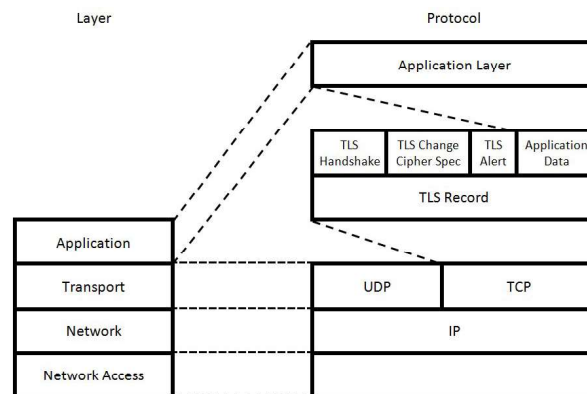 Layer
Protocol
Application Layer
TLS Handshake
TLS Change Cipher Spec
TLS Alert
Application Data
TLS Record
Application
Transport
UDP
TCP
Network
IP
Network Access